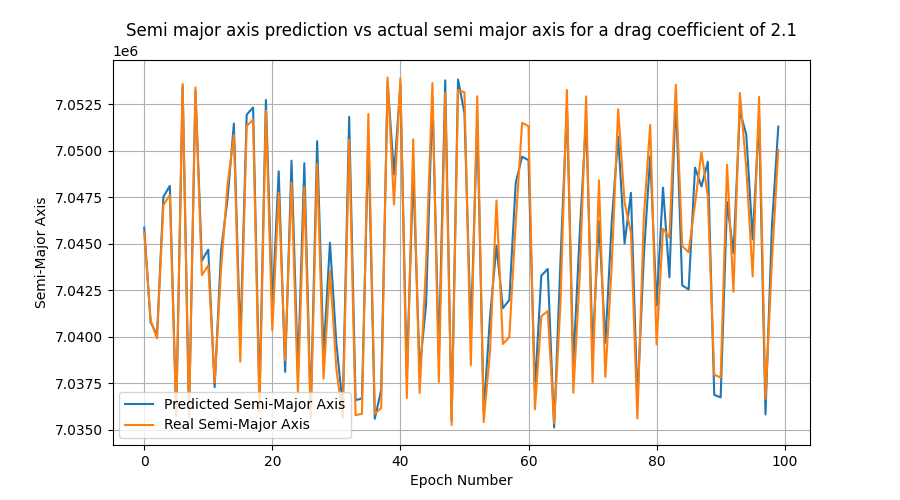 Semi major axis prediction vs actual semi major axis for a drag coefficient of 2.1
1e6
7.0525
7.0500
7.0475
7.0450
7.0425
7.0400
7.0375
7.0350
Semi-Major Axis
Predicted Semi-Major Axis
Real Semi-Major Axis
0 20 40 60 80 100
Epoch Number